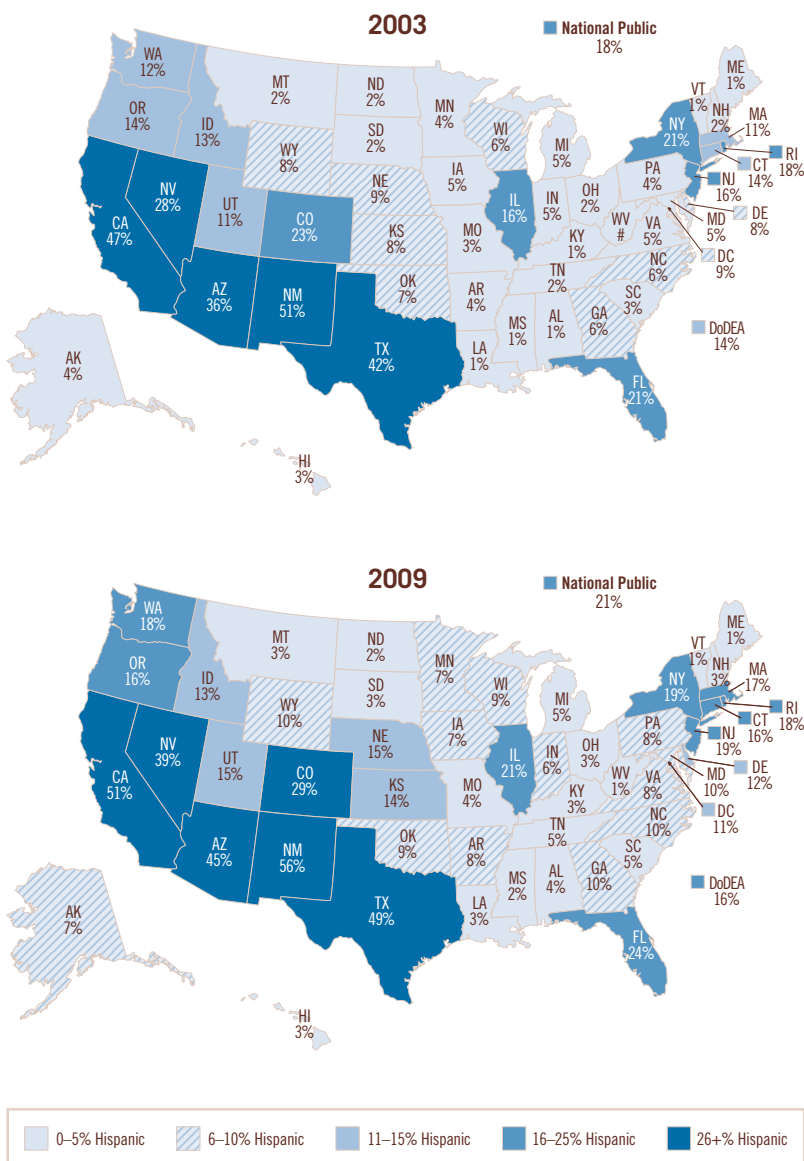 2003
National Public
18%
WA
12%
OR
14%
ID
13%
MT
2%
ND
2%
SD
2%
MN
4%
WI
6%
MI
5%
WY
8%
NE
9%
IA
5%
NV
28%
UT
11%
CO
23%
KS
8%
CA
47%
AZ
36%
NM
51%
OK
7%
TX
42%
MO
3%
AR
4%
LA
1%
IL
16%
IN
5%
OH
2%
KY
1%
TN
2%
MS
1%
AL
1%
GA
6%
FL
21%
SC
3%
NC
6%
VA
5%
WV
#
PA
4%
NY
21%
VT
1%
NH
2%
ME
1%
MA
11%
RI
18%
CT
14%
NJ
16%
DE
8%
MD
5%
DC
9%
DoDEA
14%
AK
4%
HI
3%
2009
National Public
21%
WA
18%
OR
16%
ID
13%
MT
3%
ND
2%
SD
3%
MN
7%
WI
9%
MI
5%
WY
10%
NE
15%
IA
7%
NV
39%
UT
15%
CO
29%
KS
14%
CA
51%
AZ
45%
NM
56%
OK
9%
TX
49%
MO
4%
AR
8%
LA
3%
IL
21%
IN
6%
OH
3%
KY
3%
TN
5%
MS
2%
AL
4%
GA
10%
FL
24%
SC
5%
NC
10%
VA
8%
WV
1%
PA
8%
NY
19%
VT
1%
NH
3%
ME
1%
MA
17%
RI
18%
CT
16%
NJ
19%
DE
12%
MD
10%
DC
11%
DoDEA
16%
AK
7%
HI
3%
0–5% Hispanic
6–10% Hispanic
11–15% Hispanic
16–25% Hispanic
26+% Hispanic